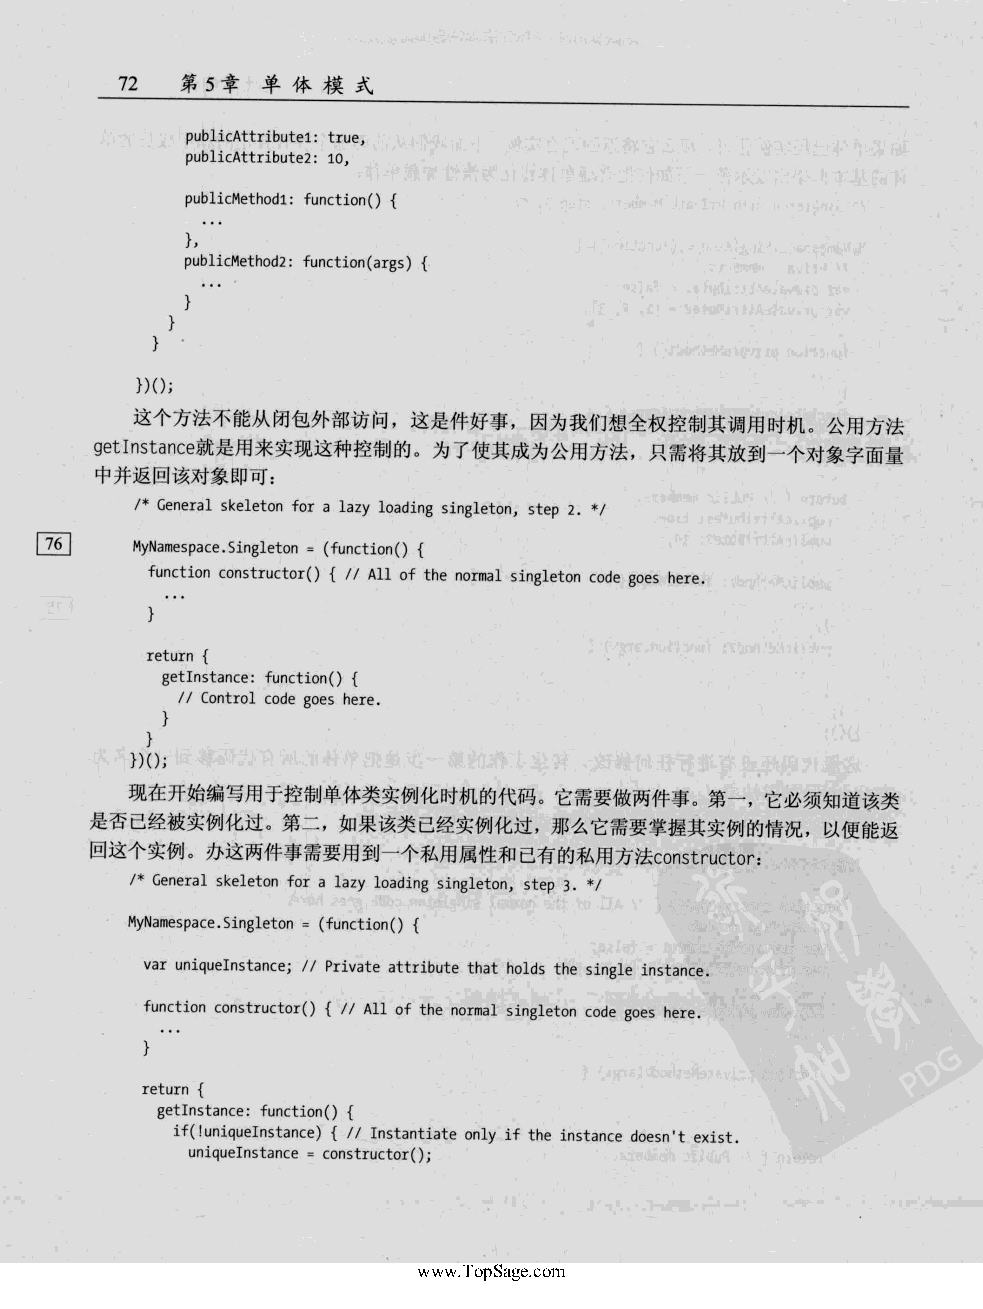 72 第5章 单体模式
publicAttribute1: true,
publicAttribute2: 10,
publicMethod1: function() {
...
},
publicMethod2: function(args) {
...
}
}
}
})();
这个方法不能从闭包外部访问，这是件好事，因为我们想全权控制其调用时机。公用方法
getInstance就是用来实现这种控制的。为了使其成为公用方法，只需将其放到一个对象字面量
中并返回该对象即可：
/* General skeleton for a lazy loading singleton, step 2. */
76
MyNamespace.Singleton = (function() {
function constructor() { // All of the normal singleton code goes here.
...
}
return {
getInstance: function() {
// Control code goes here.
}
}
})();
现在开始编写用于控制单体类实例化时机的代码。它需要做两件事。第一，它必须知道该类
是否已经被实例化过。第二，如果该类已经实例化过，那么它需要掌握其实例的情况，以便能返
回这个实例。办这两件事需要用到一个私用属性和已有的私用方法constructor：
/* General skeleton for a lazy loading singleton, step 3. */
MyNamespace.Singleton = (function() {
var uniqueInstance; // Private attribute that holds the single instance.
function constructor() { // All of the normal singleton code goes here.
...
}
return {
getInstance: function() {
if(!uniqueInstance) { // Instantiate only if the instance doesn't exist.
uniqueInstance = constructor();
PDG
www.TopSage.com